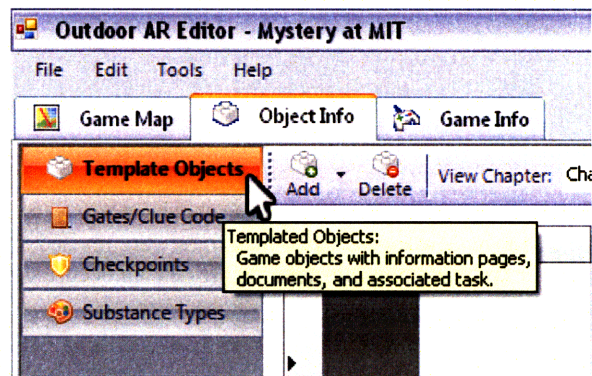 Outdoor AR Editor - Mystery at MIT
File Edit Tools Help
Game Map Object Info Game Info
Template Objects Add Delete View Chapter: Cha
Gates/Clue Code
Templated Objects:
Game objects with information pages,
documents, and associated task.
Checkpoints
Substance Types